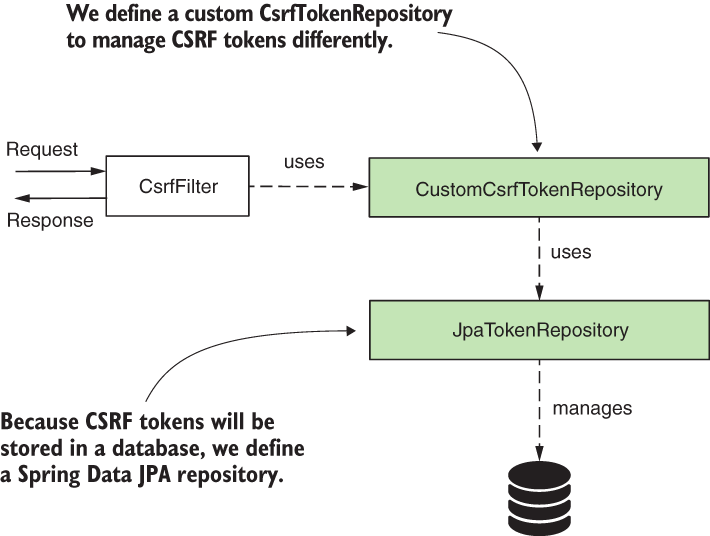 We define a custom CsrfTokenRepository
to manage CSRF tokens differently.
Request
Response
CsrfFilter
uses
CustomCsrfTokenRepository
uses
JpaTokenRepository
Because CSRF tokens will be
stored in a database, we define
a Spring Data JPA repository.
manages